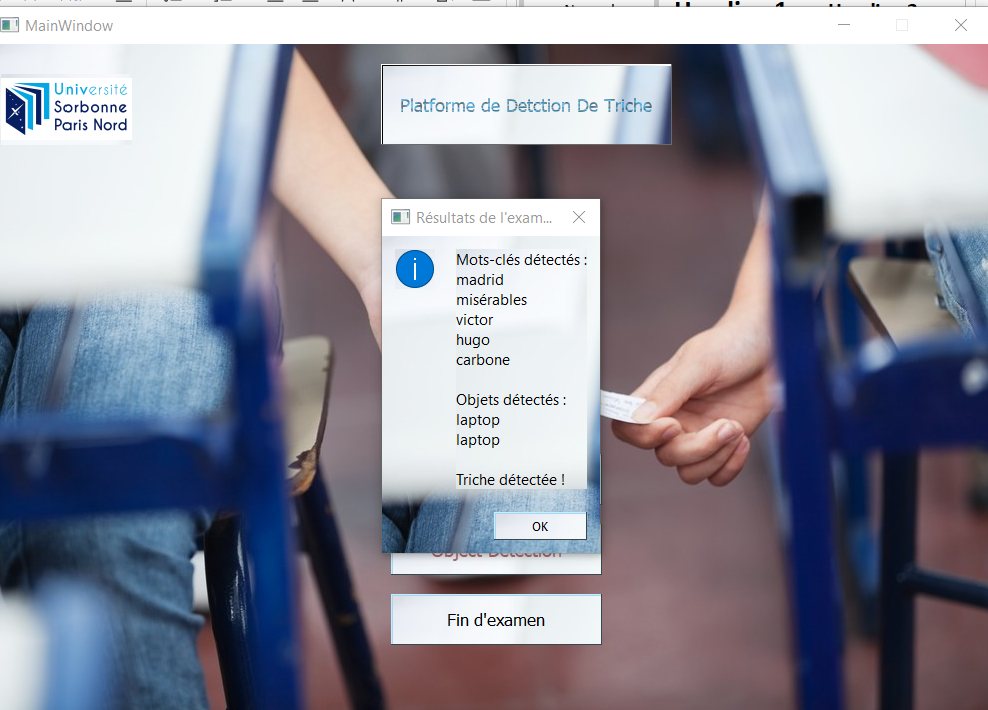 MainWindow
Université
Sorbonne
Paris Nord
Platforme de Detction De Triche
Résultats de l'exam...
Mots-clés détectés :
madrid
misérables
victor
hugo
carbone
Objets détectés :
laptop
laptop
Triche détectée !
OK
Object Detection
Fin d'examen